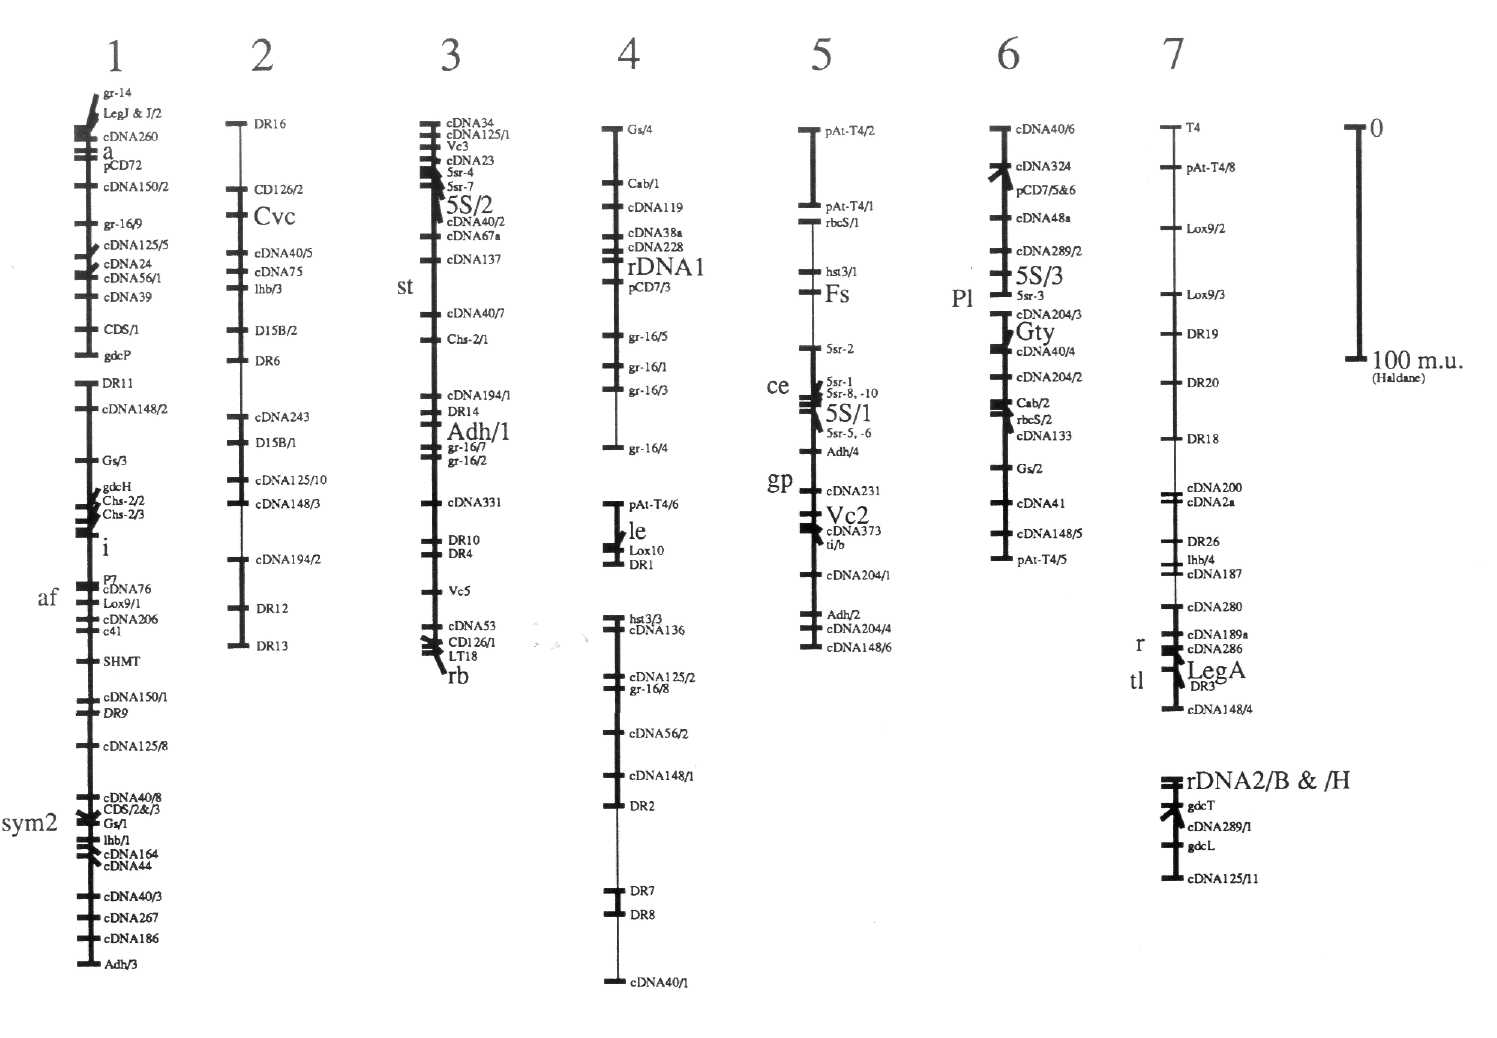 1
gr-14
LegJ & J/2
cDNA260
a
pCD72
cDNA150/2
gr-16/9
cDNA125/5
cDNA24
cDNA56/1
cDNA39
CDS/1
gdcP
DR11
cDNA148/2
Gs/3
gdcH
Chs-2/2
Chs-2/3
i
P7
cDNA76
af
Lox9/1
cDNA206
c41
SHMT
cDNA150/1
DR9
cDNA125/8
cDNA40/8
CDS/2&/3
sym2
Gs/1
lhb/1
cDNA164
cDNA44
cDNA40/3
cDNA267
cDNA186
Adh/3
2
DR16
CD126/2
Cvc
cDNA40/5
cDNA75
lhb/3
D15B/2
DR6
cDNA243
D15B/1
cDNA125/10
cDNA148/3
cDNA194/2
DR12
DR13
3
cDNA34
cDNA125/1
Vc3
cDNA23
5sr-4
5sr-7
5S/2
cDNA40/2
cDNA67a
cDNA137
st
cDNA40/7
Chs-2/1
cDNA194/1
DR14
Adh/1
gr-16/7
gr-16/2
cDNA331
DR10
DR4
Vc5
cDNA53
CD126/1
LT18
rb
4
Gs/4
Cab/1
cDNA119
cDNA38a
cDNA228
rDNA1
pCD7/3
gr-16/5
gr-16/1
gr-16/3
gr-16/4
pAt-T4/6
le
Lox10
DR1
hst3/3
cDNA136
cDNA125/2
gr-16/8
cDNA56/2
cDNA148/1
DR2
DR7
DR8
cDNA40/1
5
pAt-T4/2
pAt-T4/1
rbcS/1
hst3/1
Fs
5sr-2
5sr-1
ce
5sr-8, -10
5S/1
5sr-5, -6
Adh/4
gp
cDNA231
Vc2
cDNA373
ti/b
cDNA204/1
Adh/2
cDNA204/4
cDNA148/6
6
cDNA40/6
cDNA324
pCD7/5&6
cDNA48a
cDNA289/2
5S/3
Pl
5sr-3
cDNA204/3
Gty
cDNA40/4
cDNA204/2
Cab/2
rbcS/2
cDNA133
Gs/2
cDNA41
cDNA148/5
pAt-T4/5
7
T4
pAt-T4/8
Lox9/2
Lox9/3
DR19
DR20
DR18
cDNA200
cDNA2a
DR26
lhb/4
cDNA187
cDNA280
cDNA189a
r
cDNA286
LegA
tl
DR3
cDNA148/4
rDNA2/B & /H
gdcT
cDNA289/1
gdcL
cDNA125/11
0
100 m.u.
(Haldane)